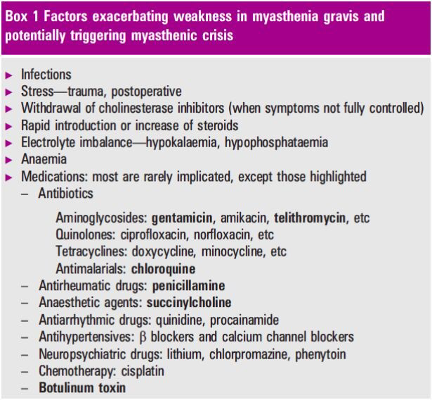 Box 1 Factors exacerbating weakness in myasthenia gravis and
potentially triggering myasthenic crisis
▶ Infections
▶ Stress—trauma, postoperative
▶ Withdrawal of cholinesterase inhibitors (when symptoms not fully controlled)
▶ Rapid introduction or increase of steroids
▶ Electrolyte imbalance—hypokalaemia, hypophosphataemia
▶ Anaemia
▶ Medications: most are rarely implicated, except those highlighted
– Antibiotics
Aminoglycosides: gentamicin, amikacin, telithromycin, etc
Quinolones: ciprofloxacin, norfloxacin, etc
Tetracyclines: doxycycline, minocycline, etc
Antimalarials: chloroquine
– Antirheumatic drugs: penicillamine
– Anaesthetic agents: succinylcholine
– Antiarrhythmic drugs: quinidine, procainamide
– Antihypertensives: β blockers and calcium channel blockers
– Neuropsychiatric drugs: lithium, chlorpromazine, phenytoin
– Chemotherapy: cisplatin
– Botulinum toxin